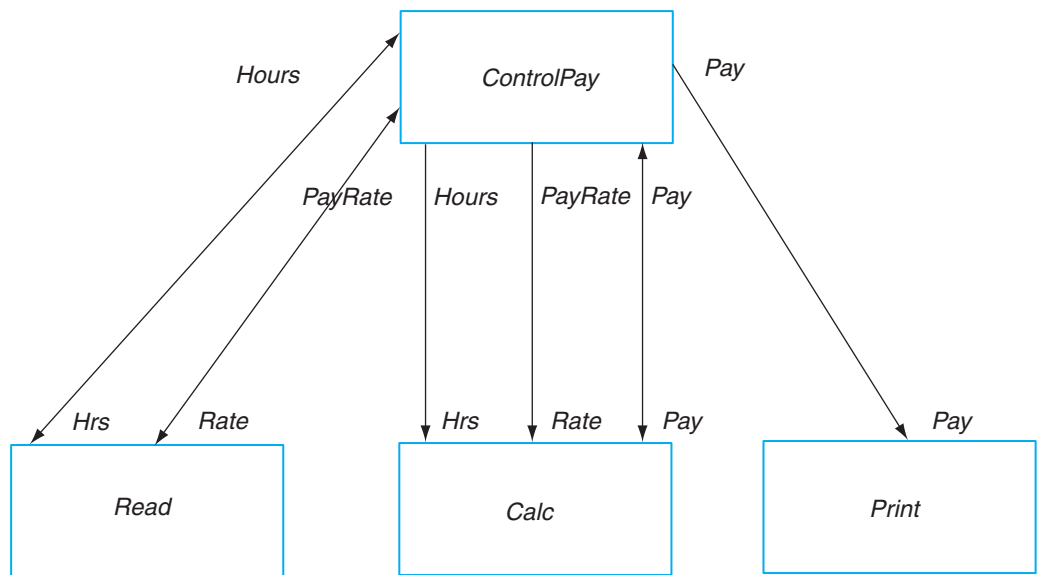 ControlPay
Hours
Pay
PayRate
Hours
PayRate
Pay
Hrs
Rate
Hrs
Rate
Pay
Pay
Read
Calc
Print